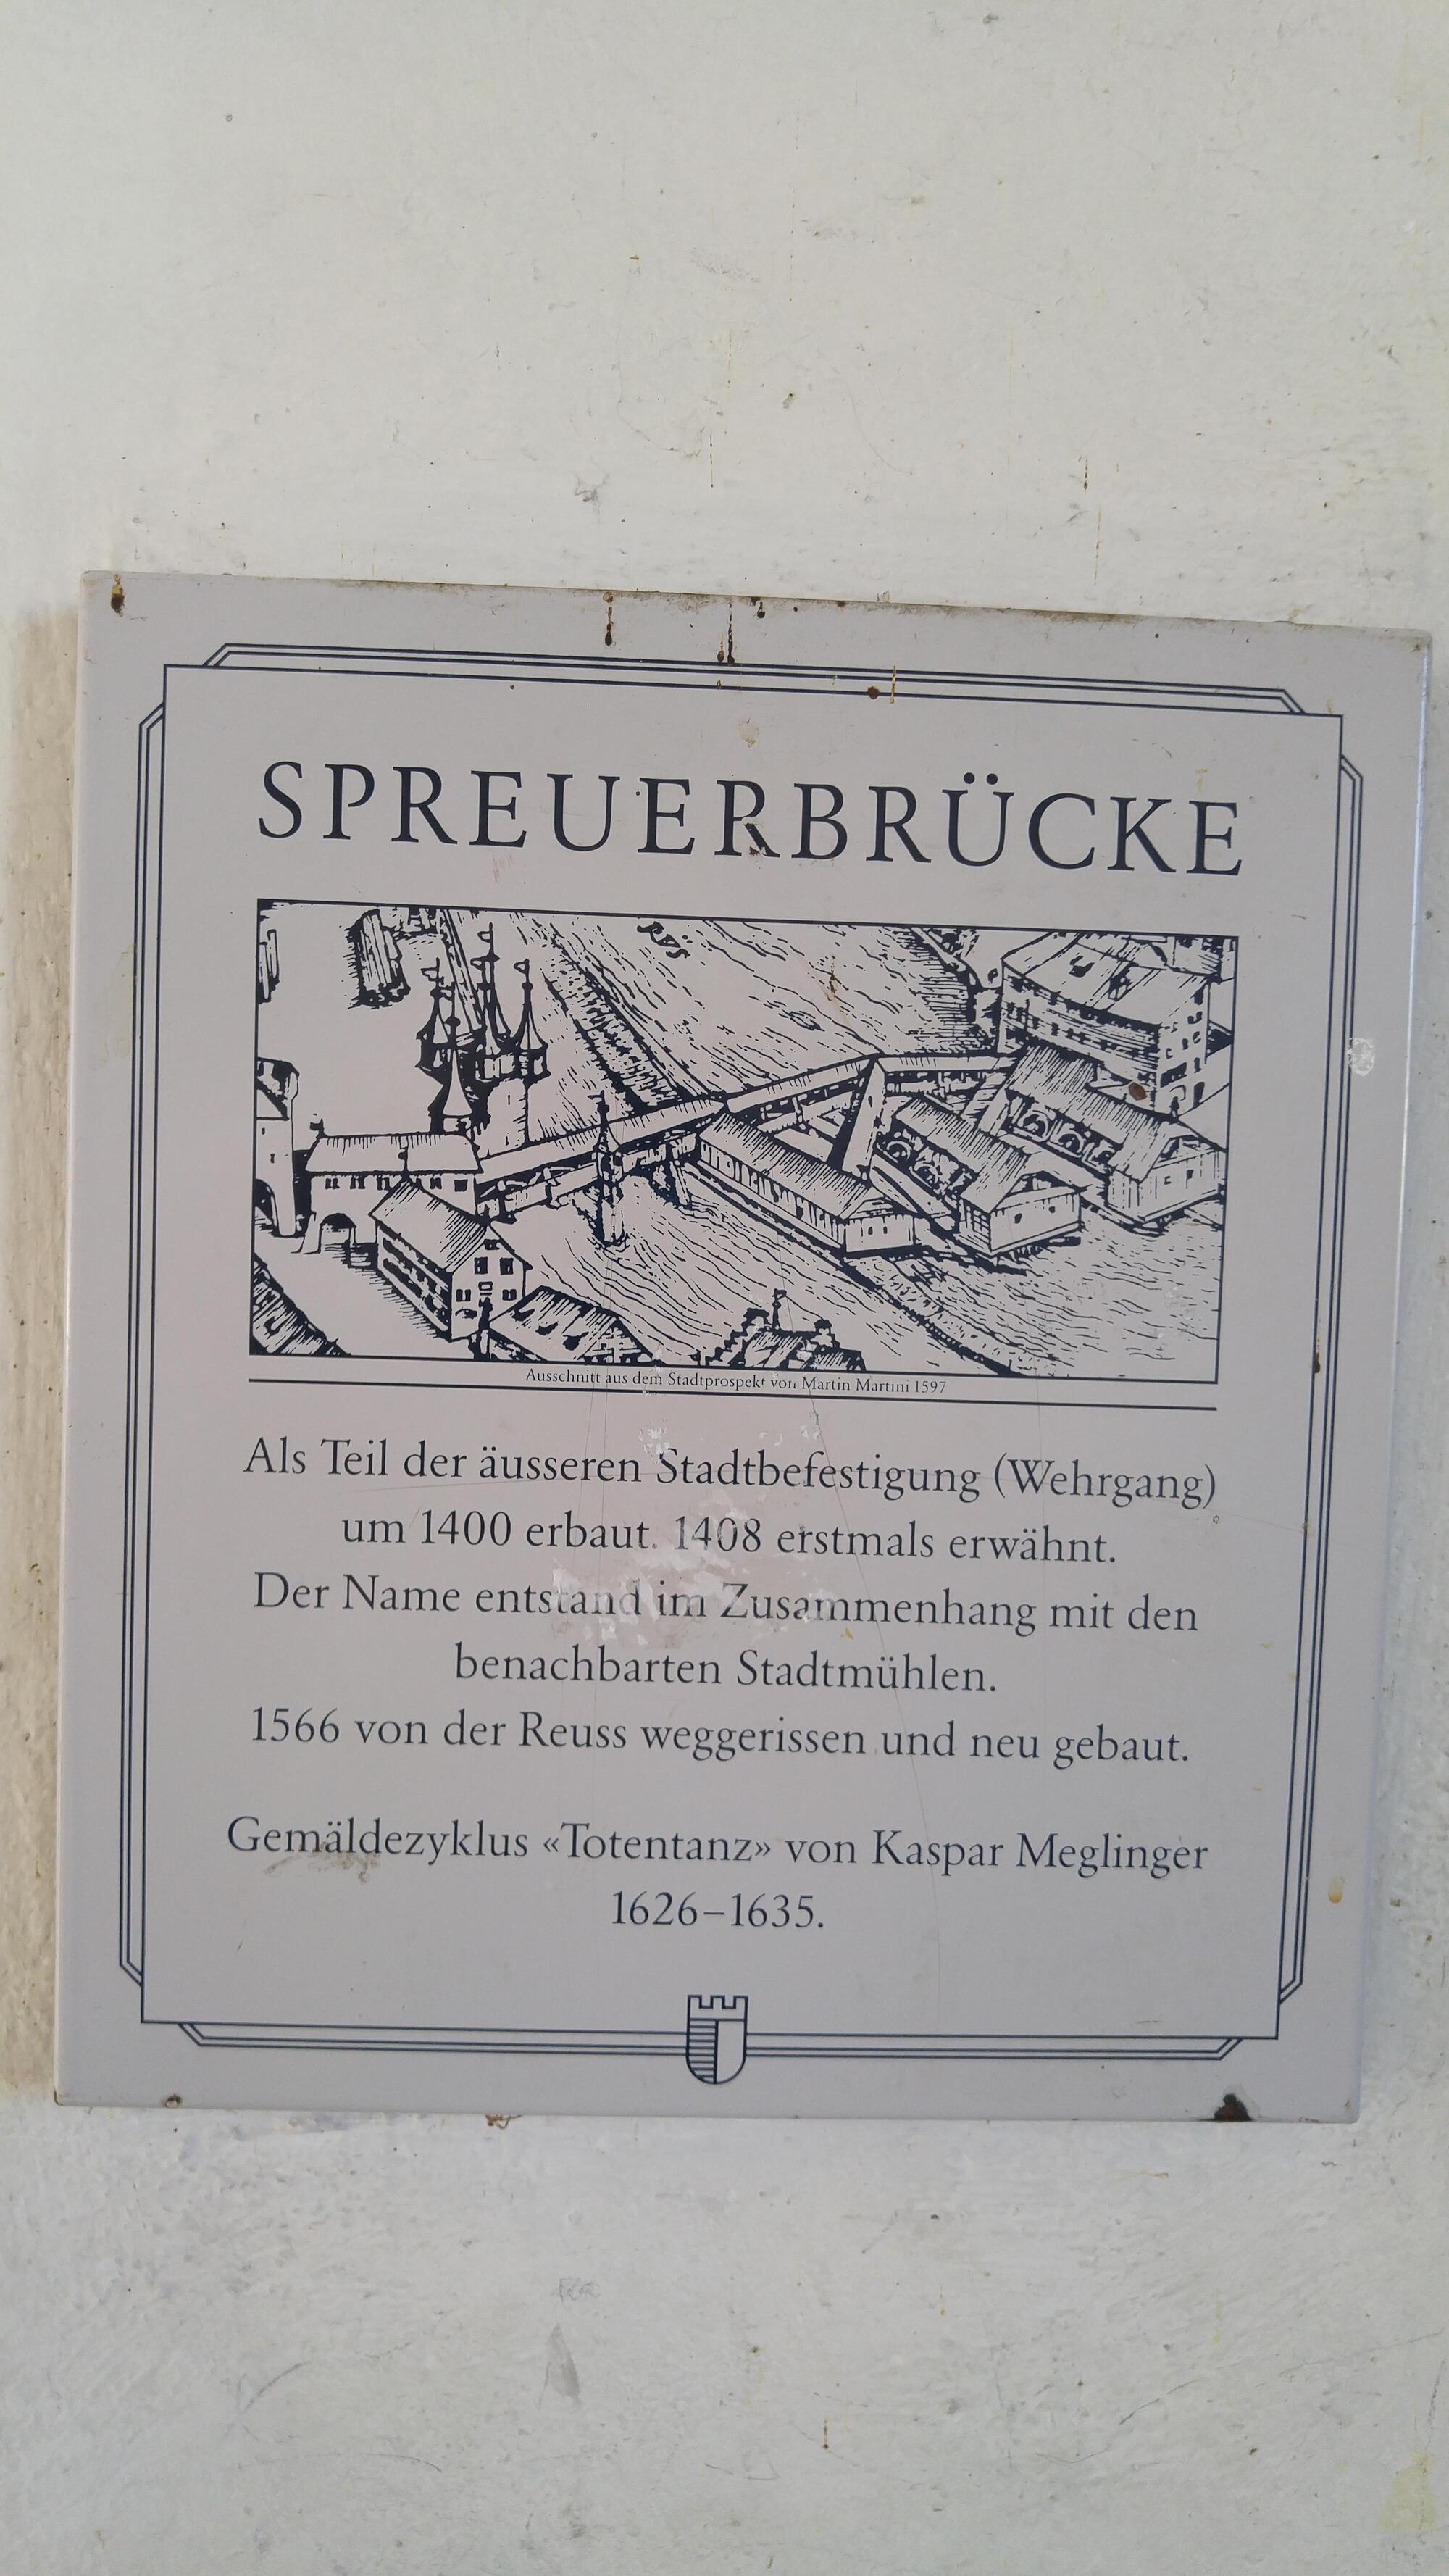 SPREUERBRÜCKE
Ausschnitt aus dem Stadtprospekt von Martin Martini 1597
Als Teil der äusseren Stadtbefestigung (Wehrgang)
um 1400 erbaut. 1408 erstmals erwähnt.
Der Name entstand im Zusammenhang mit den
benachbarten Stadtmühlen.
1566 von der Reuss weggerissen und neu gebaut.
Gemäldezyklus «Totentanz» von Kaspar Meglinger
1626–1635.